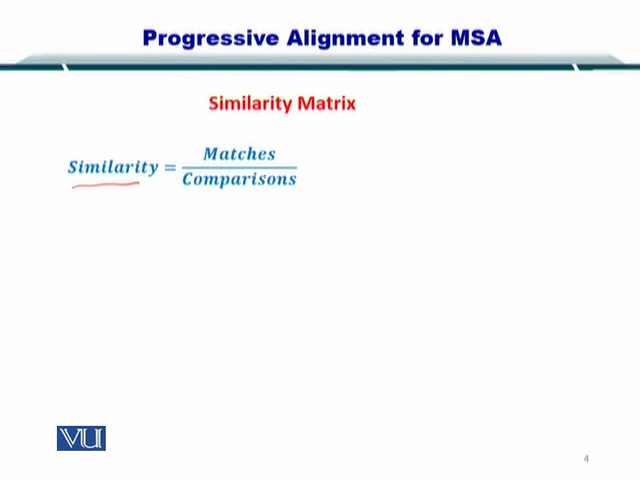 Progressive Alignment for MSA
Similarity Matrix
Similarity = Matches / Comparisons
VU
4